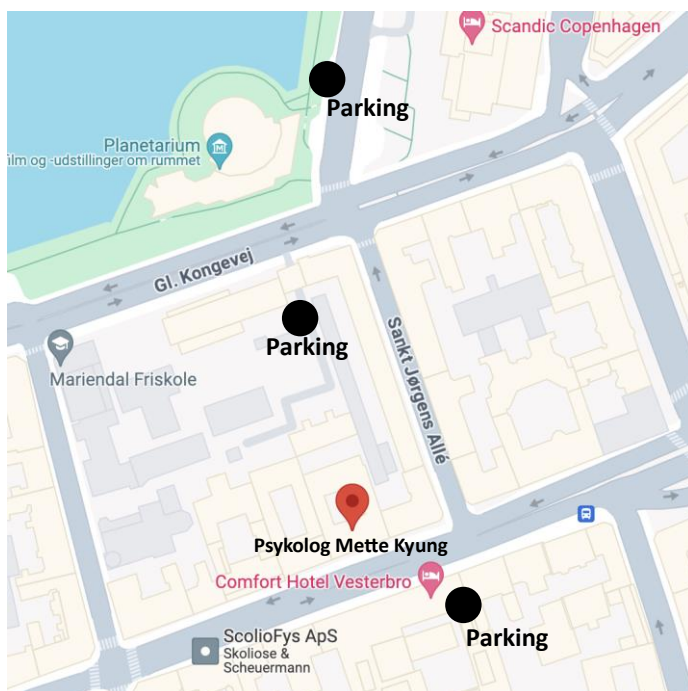 Scandic Copenhagen
Parking
Planetarium
ilm og -udstillinger om rummet
Gl. Kongevej
Parking
Sankt Jørgens Allé
Mariendal Friskole
Psykolog Mette Kyung
Comfort Hotel Vesterbro
Parking
ScolioFys ApS
Skoliose &
Scheuermann